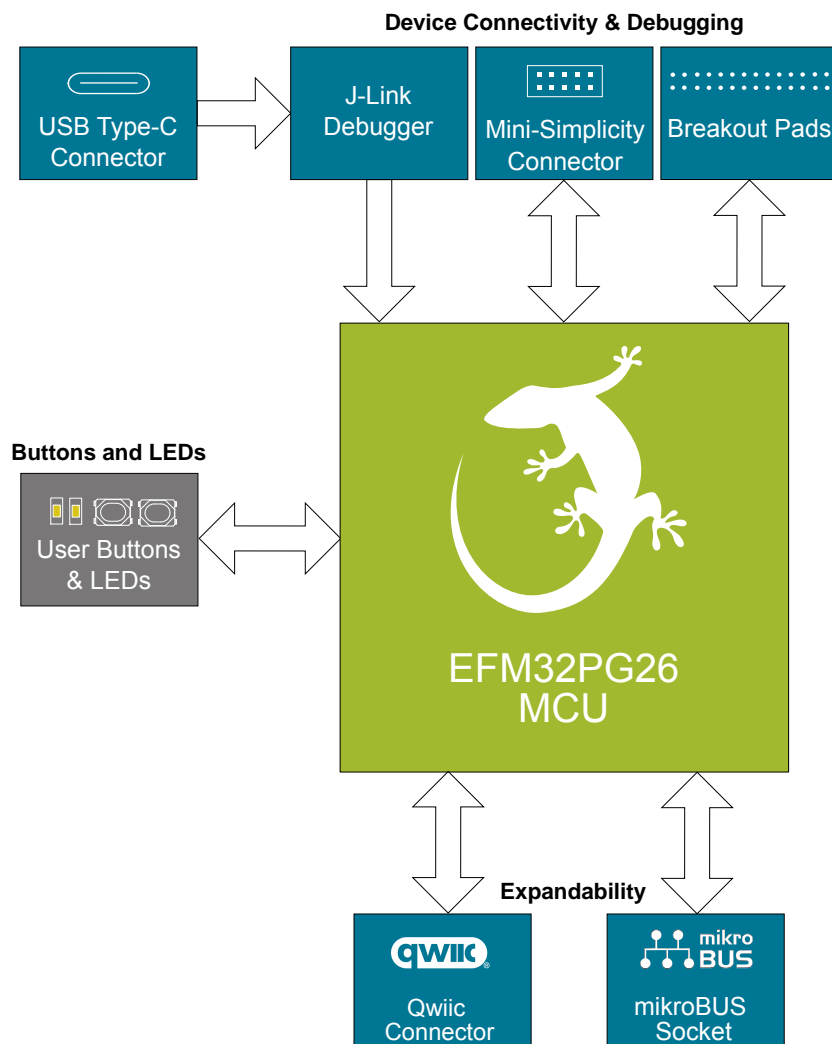 Device Connectivity & Debugging
USB Type-C
Connector
J-Link
Debugger
Mini-Simplicity
Connector
Breakout Pads
Buttons and LEDs
User Buttons
& LEDs
EFM32PG26
MCU
Expandability
qwiic
Qwiic
Connector
mikro
BUS
mikroBUS
Socket